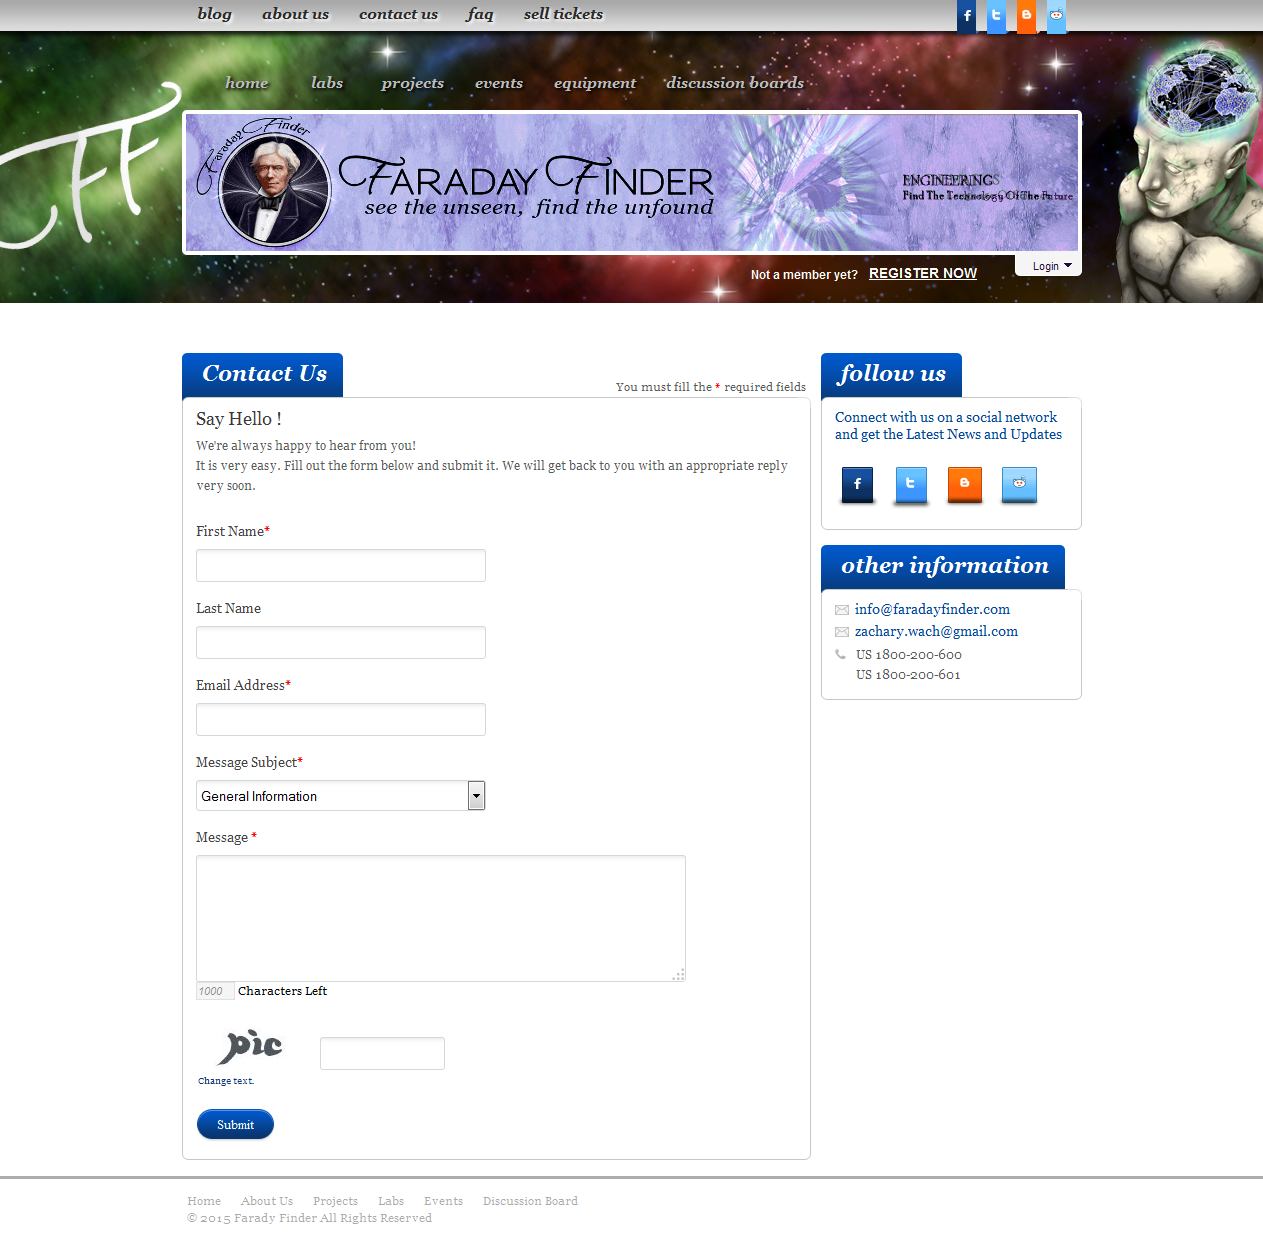 blog about us contact us faq sell tickets
home labs projects events equipment discussion boards
FF
Faraday Finder
FARADAY FINDER
see the unseen, find the unfound
ENGINEERING
Find The Technology Of The Future
Not a member yet? REGISTER NOW
Login
Contact Us
You must fill the * required fields
Say Hello !
We're always happy to hear from you!
It is very easy. Fill out the form below and submit it. We will get back to you with an appropriate reply
very soon.
First Name*
Last Name
Email Address*
Message Subject*
General Information
Message *
1000 Characters Left
pic
Change text.
Submit
follow us
Connect with us on a social network
and get the Latest News and Updates
other information
info@faradayfinder.com
zachary.wach@gmail.com
US 1800-200-600
US 1800-200-601
Home About Us Projects Labs Events Discussion Board
© 2015 Farady Finder All Rights Reserved